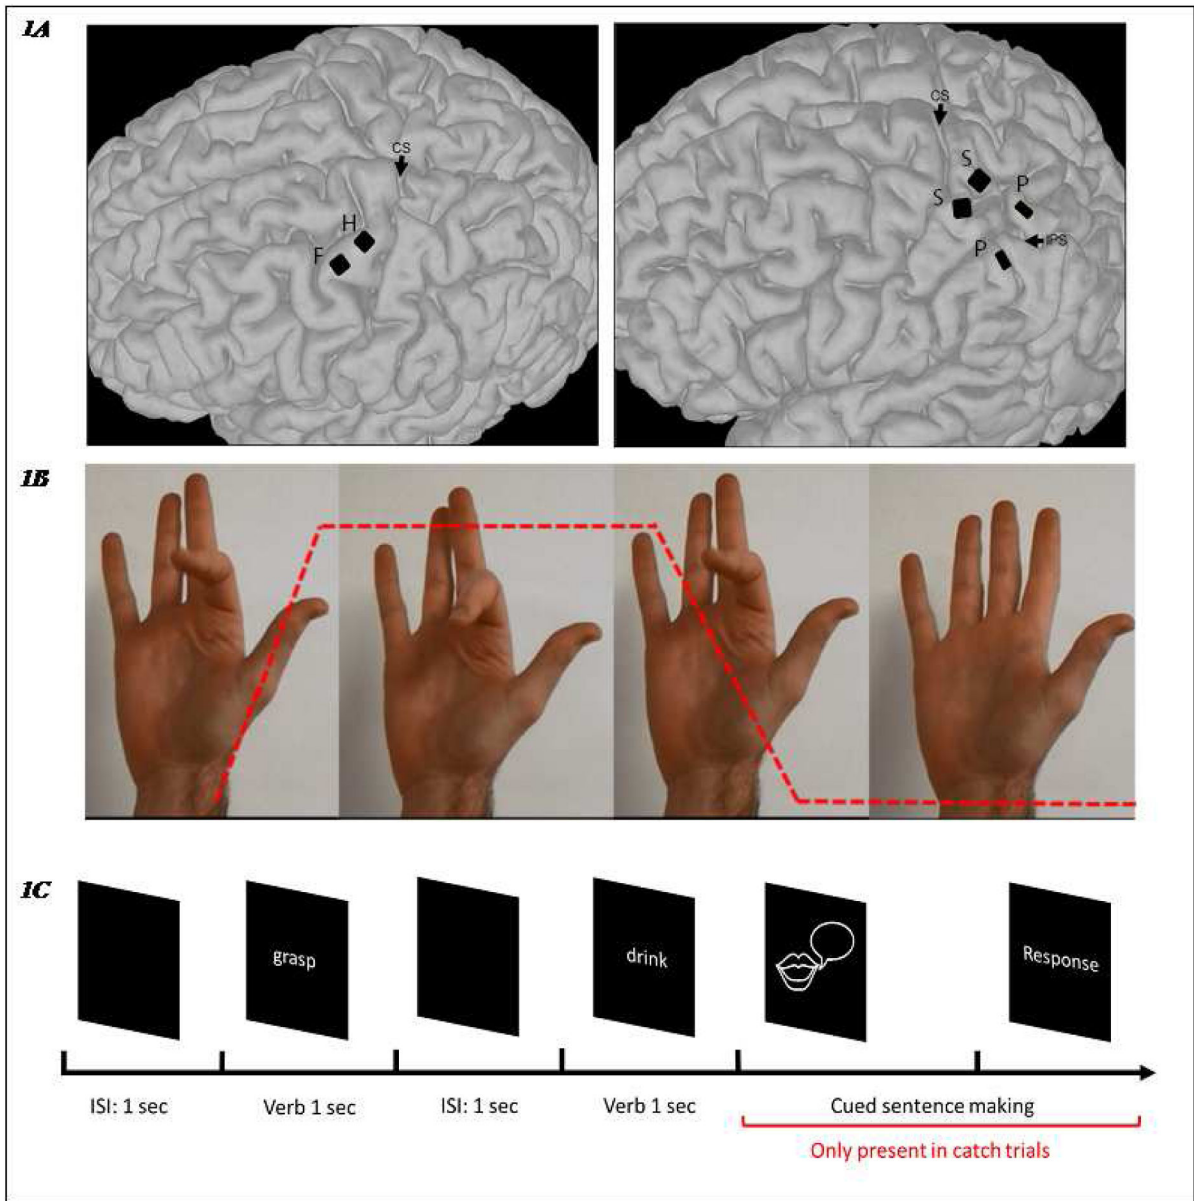 1A
CS
H
F
CS
S
S
P
IPS
P
1B
1C
grasp
drink
Response
ISI: 1 sec
Verb 1 sec
ISI: 1 sec
Verb 1 sec
Cued sentence making
Only present in catch trials